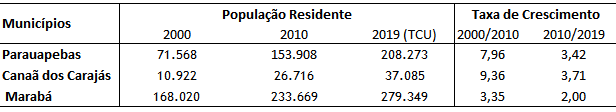 Municípios População Residente Taxa de Crescimento
2000 2010 2019 (TCU) 2000/2010 2010/2019
Parauapebas 71.568 153.908 208.273 7,96 3,42
Canaã dos Carajás 10.922 26.716 37.085 9,36 3,71
Marabá 168.020 233.669 279.349 3,35 2,00